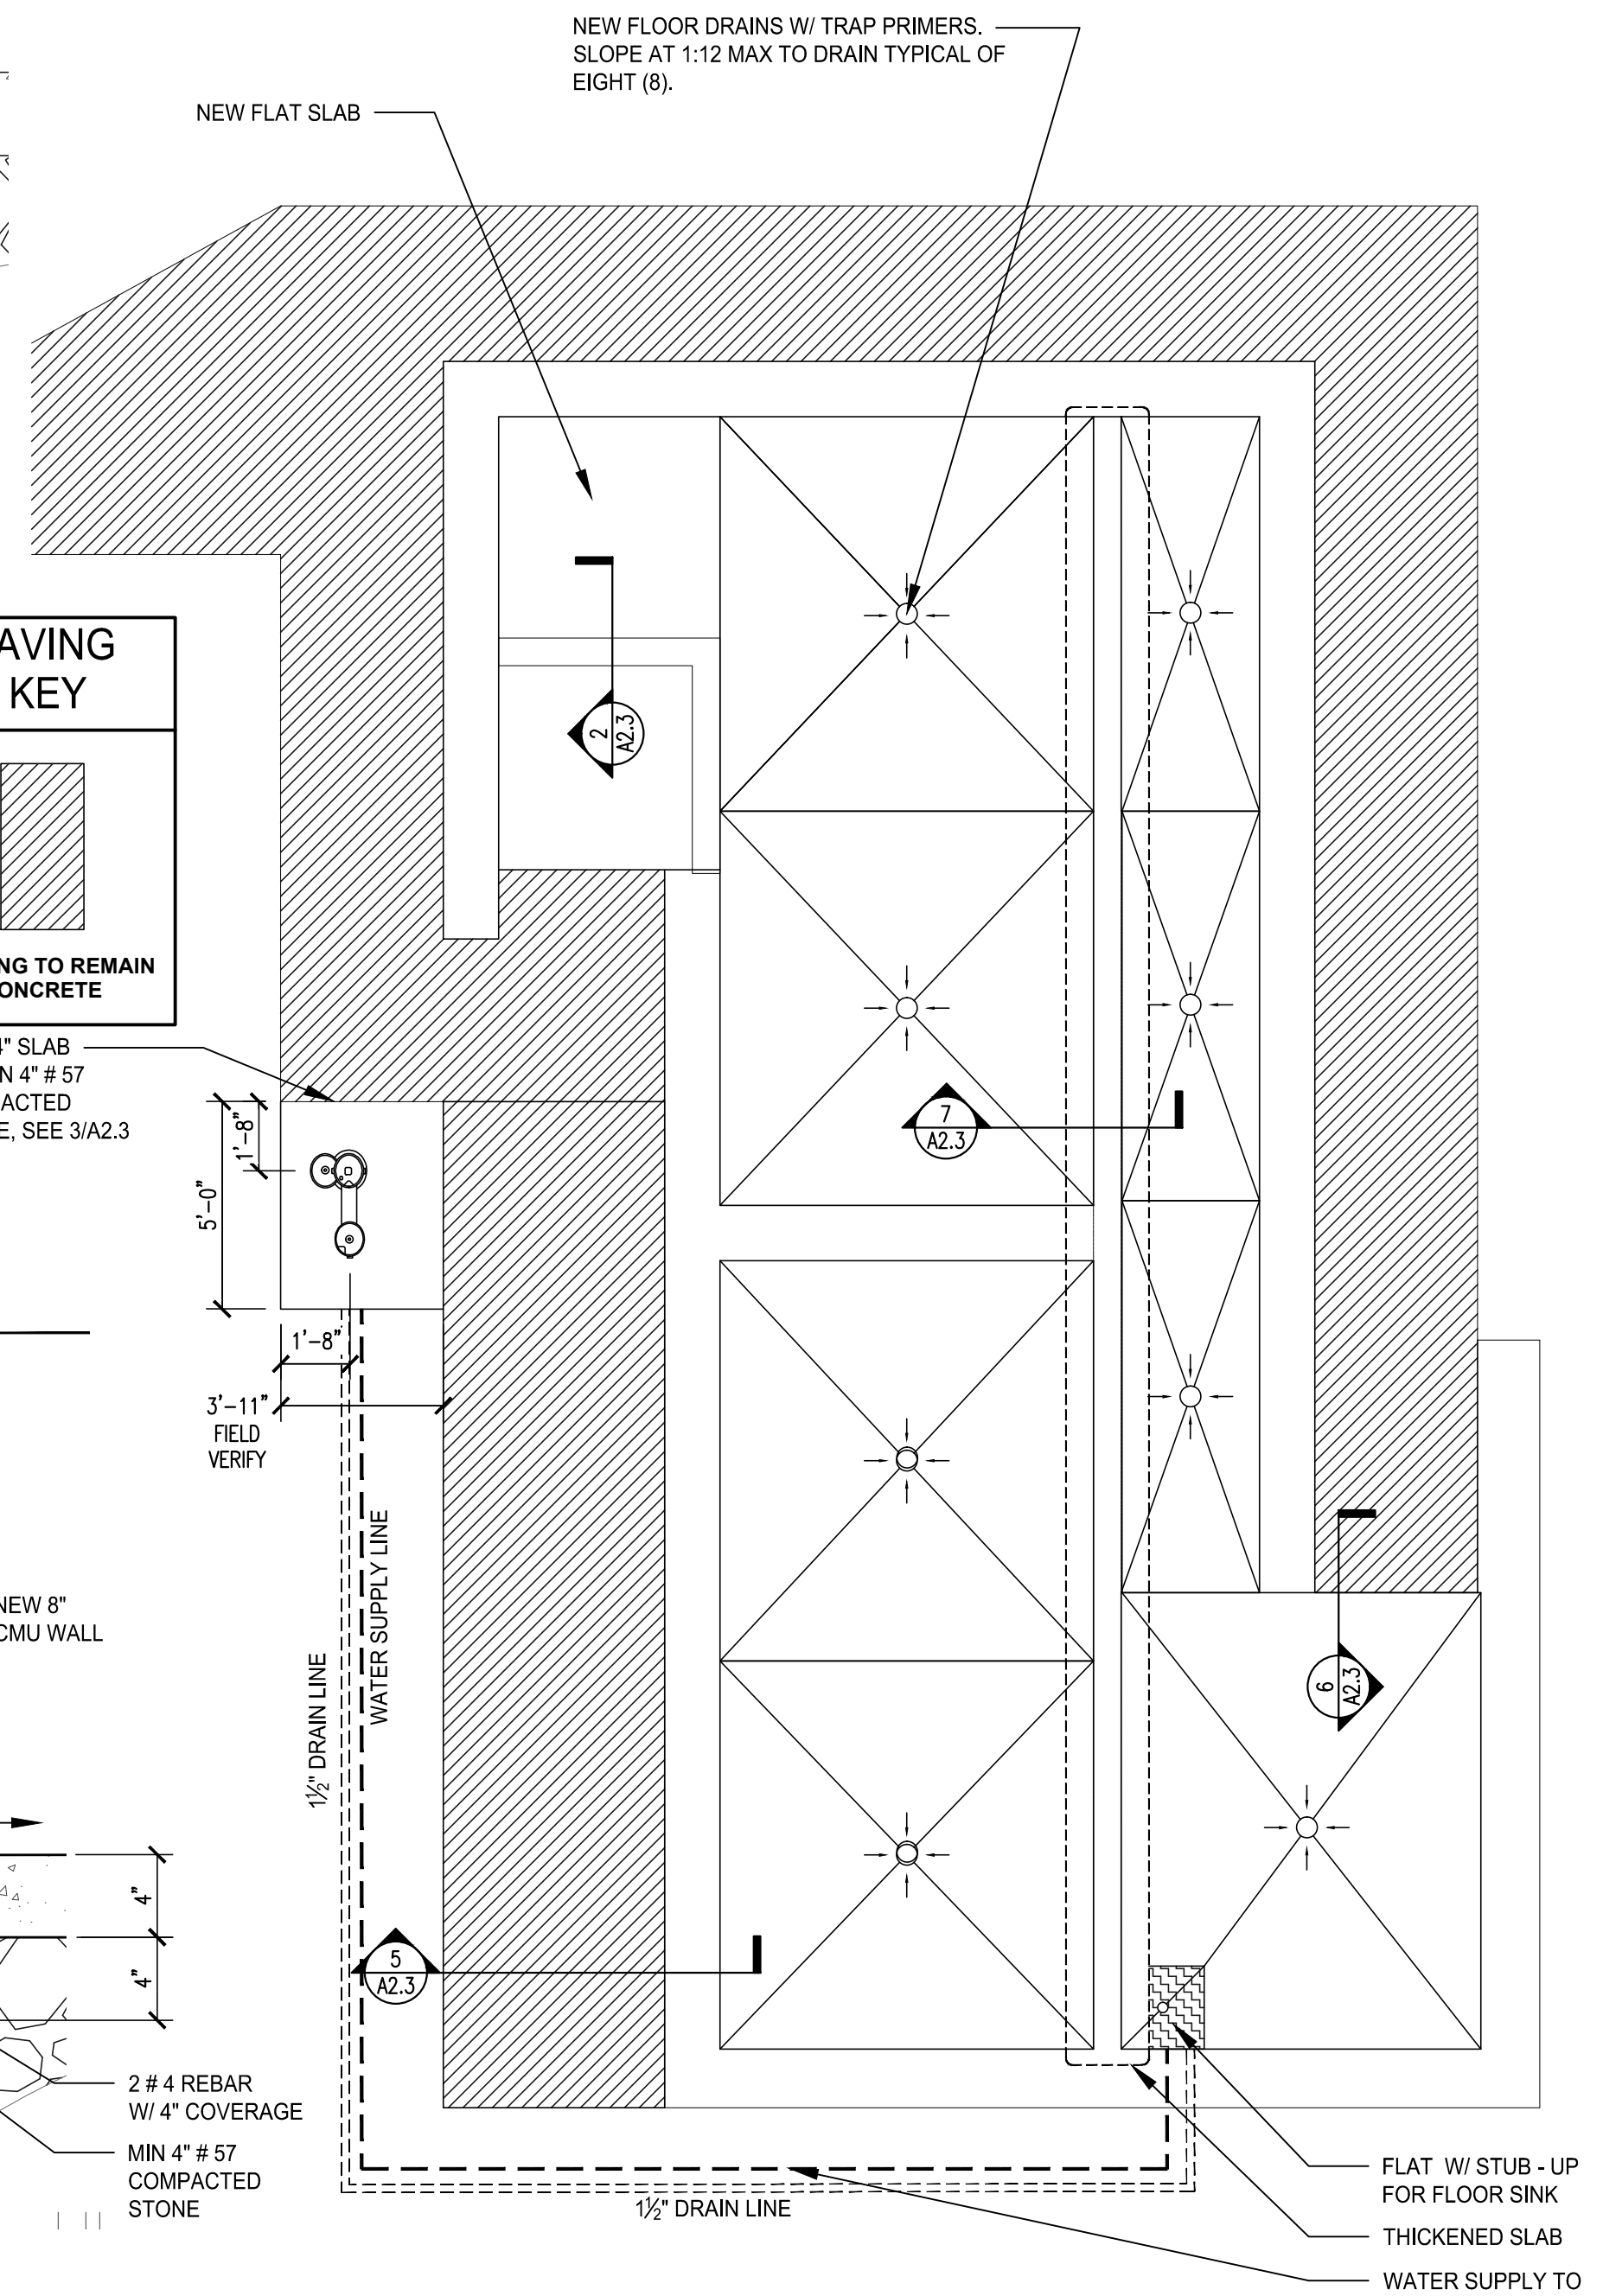 NEW FLOOR DRAINS W/ TRAP PRIMERS.
SLOPE AT 1:12 MAX TO DRAIN TYPICAL OF
EIGHT (8).
NEW FLAT SLAB
AVING
KEY
NG TO REMAIN
ONCRETE
4" SLAB
N 4" # 57
ACTED
E, SEE 3/A2.3
2
A2.3
7
A2.3
1'-8"
5'-0"
1'-8"
3'-11"
FIELD
VERIFY
WATER SUPPLY LINE
1½" DRAIN LINE
NEW 8"
CMU WALL
6
A2.3
5
A2.3
4"
4"
2 # 4 REBAR
W/ 4" COVERAGE
MIN 4" # 57
COMPACTED
STONE
1½" DRAIN LINE
FLAT W/ STUB - UP
FOR FLOOR SINK
THICKENED SLAB
WATER SUPPLY TO